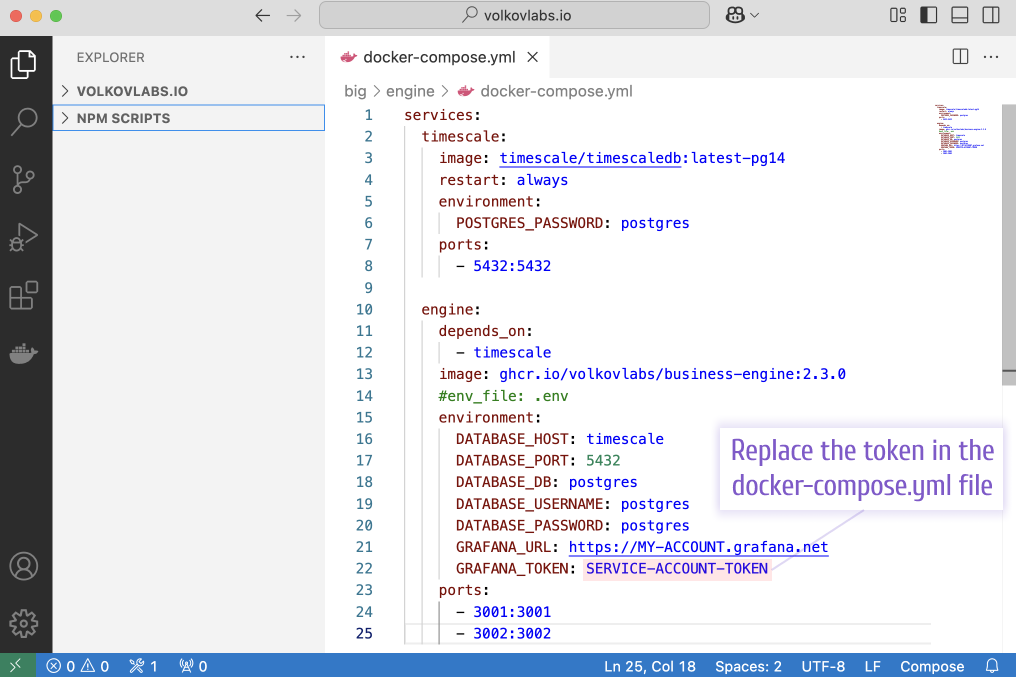 volkovlabs.io
EXPLORER
VOLKOVLABS.IO
NPM SCRIPTS
docker-compose.yml
big > engine > docker-compose.yml
1 services:
2 timescale:
3 image: timescale/timescaledb:latest-pg14
4 restart: always
5 environment:
6 POSTGRES_PASSWORD: postgres
7 ports:
8 - 5432:5432
9
10 engine:
11 depends_on:
12 - timescale
13 image: ghcr.io/volkovlabs/business-engine:2.3.0
14 #env_file: .env
15 environment:
16 DATABASE_HOST: timescale
17 DATABASE_PORT: 5432
18 DATABASE_DB: postgres
19 DATABASE_USERNAME: postgres
20 DATABASE_PASSWORD: postgres
21 GRAFANA_URL: https://MY-ACCOUNT.grafana.net
22 GRAFANA_TOKEN: SERVICE-ACCOUNT-TOKEN
23 ports:
24 - 3001:3001
25 - 3002:3002
Replace the token in the
docker-compose.yml file
0 0 1 0 Ln 25, Col 18 Spaces: 2 UTF-8 LF Compose